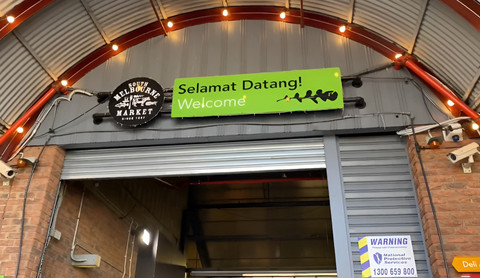 SOUTH
MELBOURNE
MARKET
SINCE 1867
Selamat Datang!
Welcome
WARNING
National
Protective
Services
1300 659 800
Deli